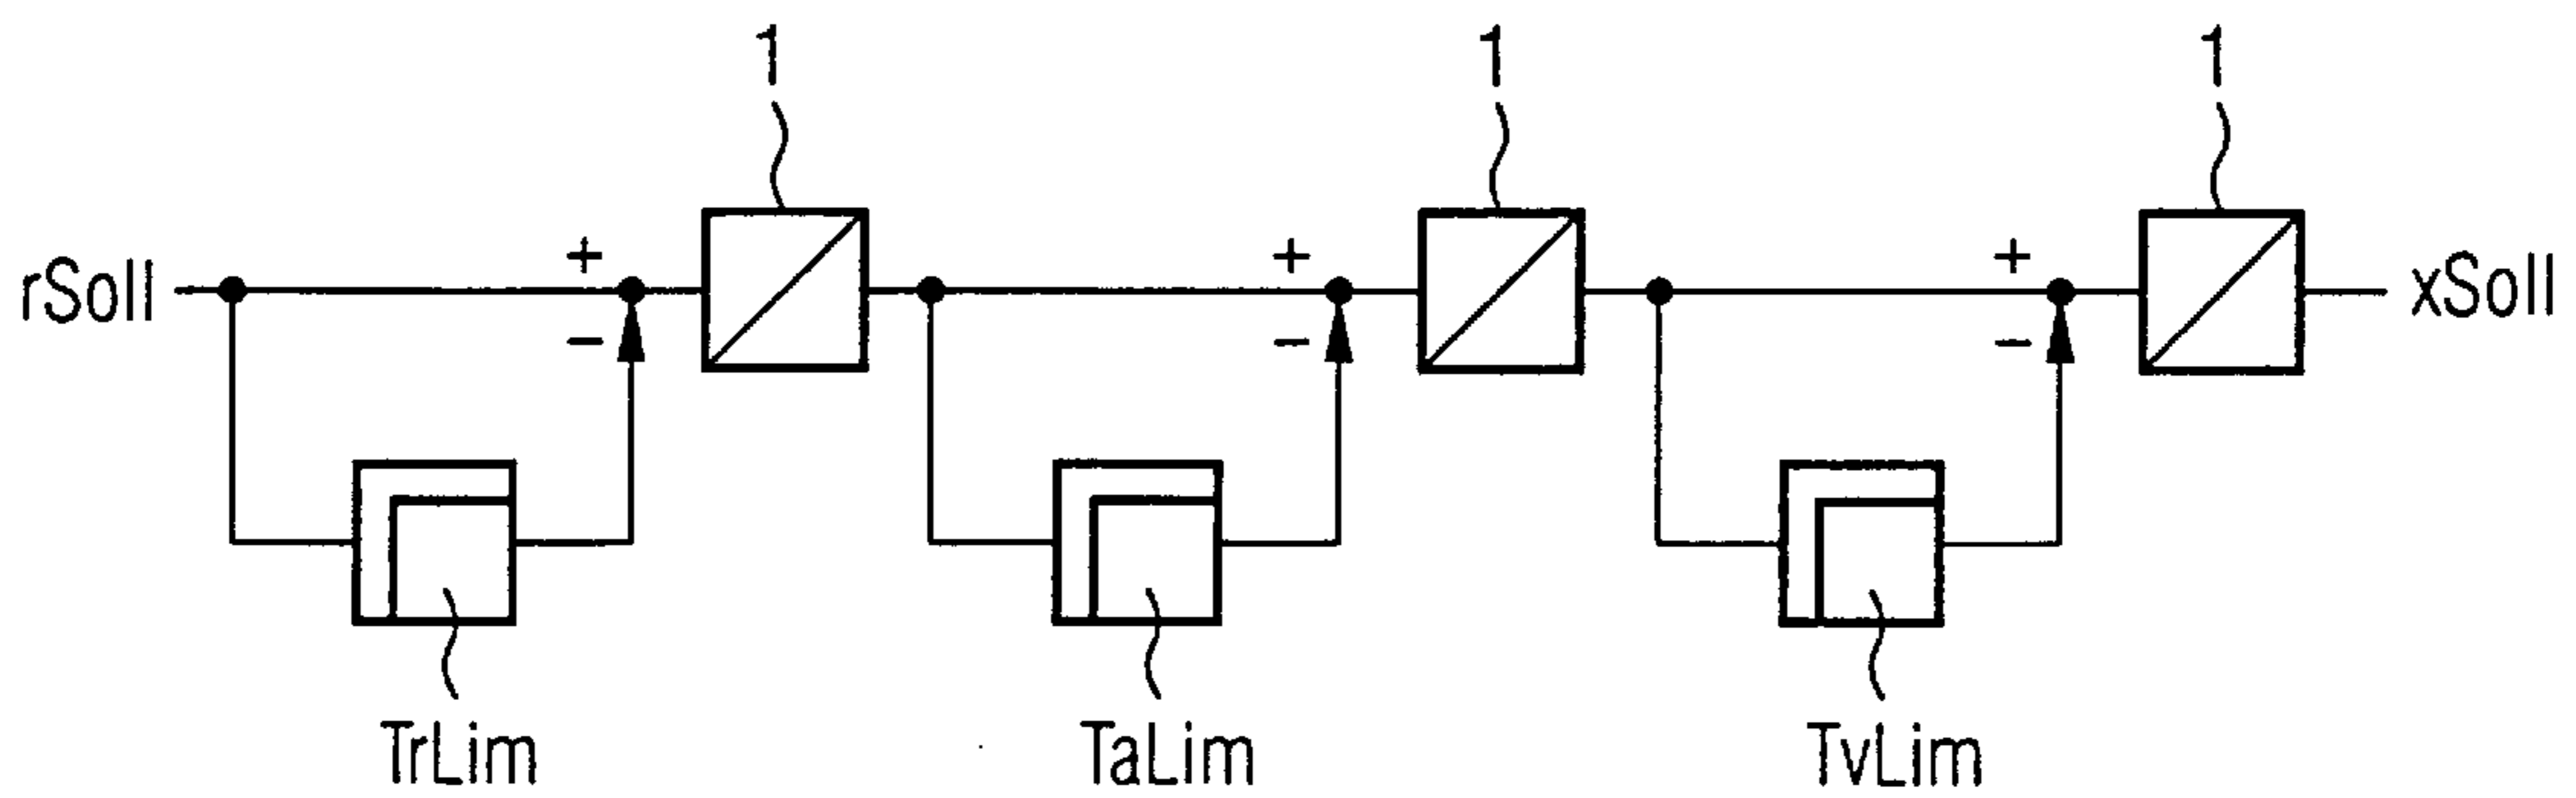 1 1 1
rSoll + + + xSoll
− − −
TrLim TaLim TvLim